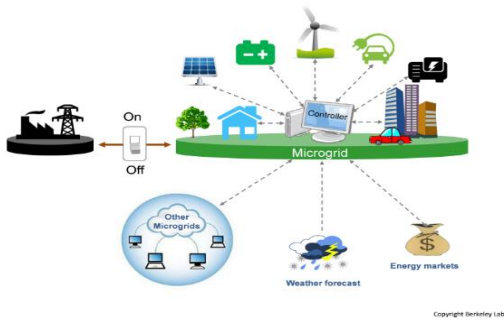 On
Controller
Off
Microgrid
Other
Microgrids
Weather forecast
Energy markets
$
Copyright Berkeley Lab